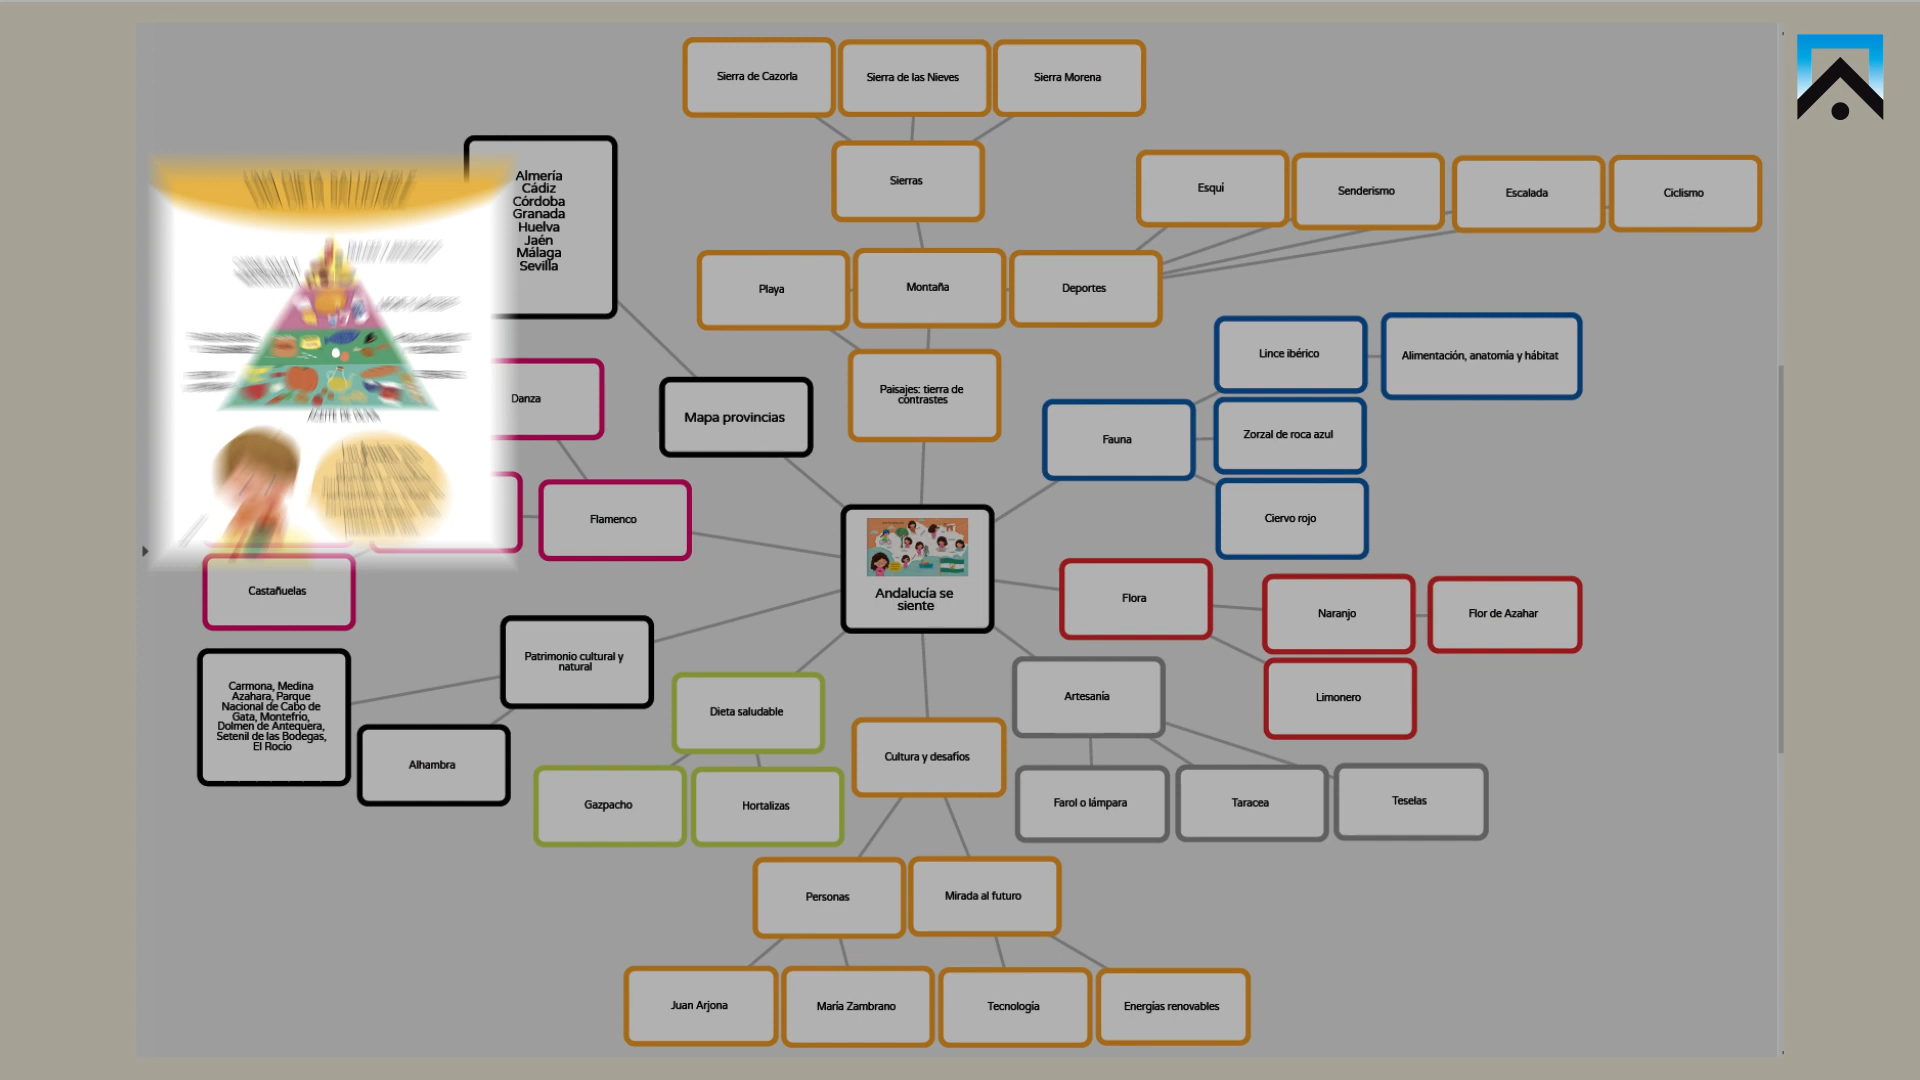 Sierra de Cazorla
Sierra de las Nieves
Sierra Morena
Almería
Cádiz
Córdoba
Granada
Huelva
Jaén
Málaga
Sevilla
Sierras
Esquí
Senderismo
Escalada
Ciclismo
Playa
Montaña
Deportes
Lince ibérico
Alimentación, anatomía y hábitat
Danza
Mapa provincias
Paisajes: tierra de
contrastes
Fauna
Zorzal de roca azul
Flamenco
Ciervo rojo
Castañuelas
Andalucía se
siente
Flora
Naranjo
Flor de Azahar
Patrimonio cultural y
natural
Carmona, Medina
Azahara, Parque
Nacional de Cabo de
Gata, Montefrío,
Dolmen de Antequera,
Setenil de las Bodegas,
El Rocío
Dieta saludable
Artesanía
Limonero
Alhambra
Cultura y desafíos
Gazpacho
Hortalizas
Farol o lámpara
Taracea
Teselas
Personas
Mirada al futuro
Juan Arjona
María Zambrano
Tecnología
Energías renovables